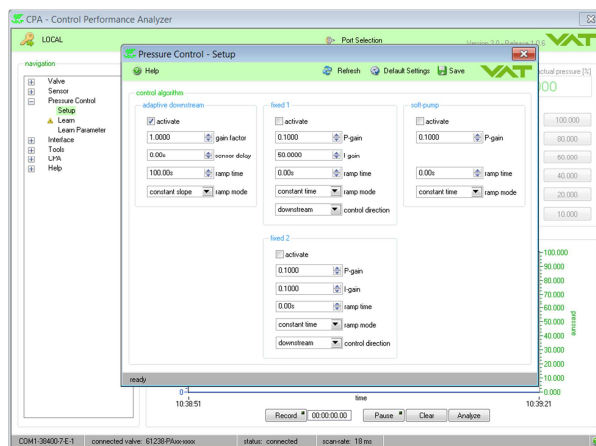 CPA - Control Performance Analyzer
LOCAL
Port Selection
Version 3.0 - Release 1.0.6
VAT
navigation
Valve
Sensor
Pressure Control
Setup
Learn
Learn Parameter
Interface
Tools
CPA
Help
Pressure Control - Setup
Help
Refresh
Default Settings
Save
VAT
control algorithm
adaptive downstream
activate
1.0000 gain factor
0.00s sensor delay
100.00s ramp time
constant slope ramp mode
fixed 1
activate
0.1000 P-gain
50.0000 I-gain
0.00s ramp time
constant time ramp mode
downstream control direction
soft-pump
activate
0.1000 P-gain
0.00s ramp time
constant time ramp mode
fixed 2
activate
0.1000 P-gain
0.1000 I-gain
0.00s ramp time
constant time ramp mode
downstream control direction
ready
actual pressure [%]
100.000
80.000
60.000
40.000
20.000
10.000
100.000
90.000
80.000
70.000
60.000
50.000
40.000
30.000
20.000
10.000
0.000
pressure
0
10:38:51
time
10:39:21
Record
00:00:00.00
Pause
Clear
Analyze
COM1-38400-7-E-1
connected valve: 61238-PAxx-xxxx
status: connected
scan-rate: 18 ms